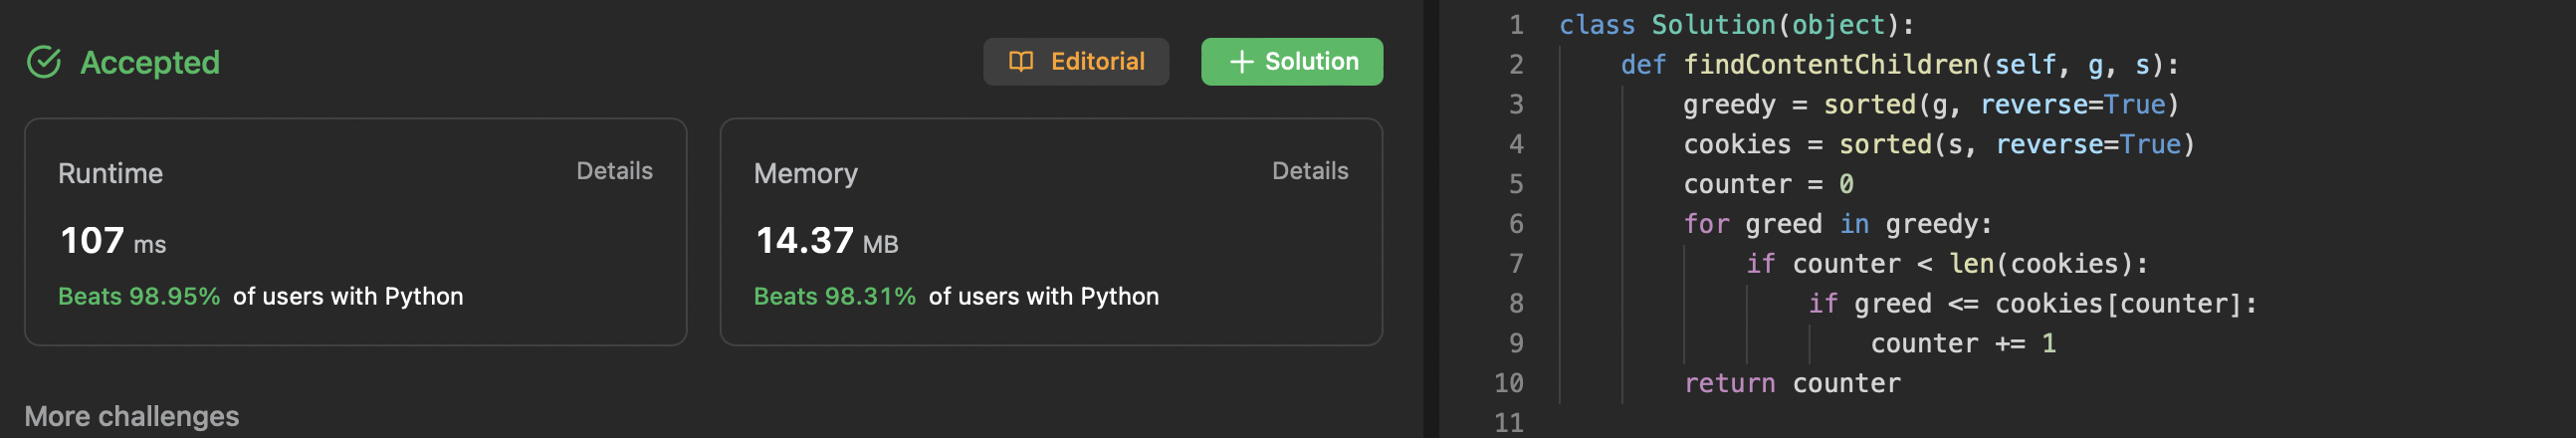 Accepted
Editorial
+ Solution
Runtime
Details
107 ms
Beats 98.95% of users with Python
Memory
Details
14.37 MB
Beats 98.31% of users with Python
More challenges
1 class Solution(object):
2     def findContentChildren(self, g, s):
3         greedy = sorted(g, reverse=True)
4         cookies = sorted(s, reverse=True)
5         counter = 0
6         for greed in greedy:
7             if counter < len(cookies):
8                 if greed <= cookies[counter]:
9                     counter += 1
10         return counter
11